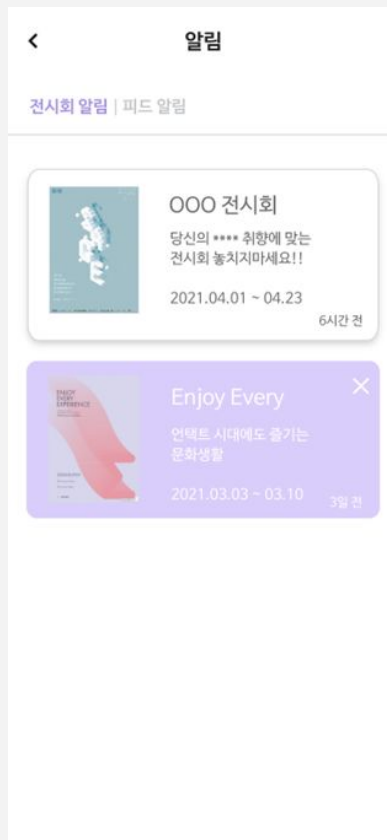 알림
전시회 알림 | 피드 알림
OOO 전시회
당신의 **** 취향에 맞는
전시회 놓치지마세요!!
2021.04.01 ~ 04.23
6시간 전
ENJOY
EVERY
EXPERIENCE
Enjoy Every
언택트 시대에도 즐기는
문화생활
2021.03.03 ~ 03.10
3일 전